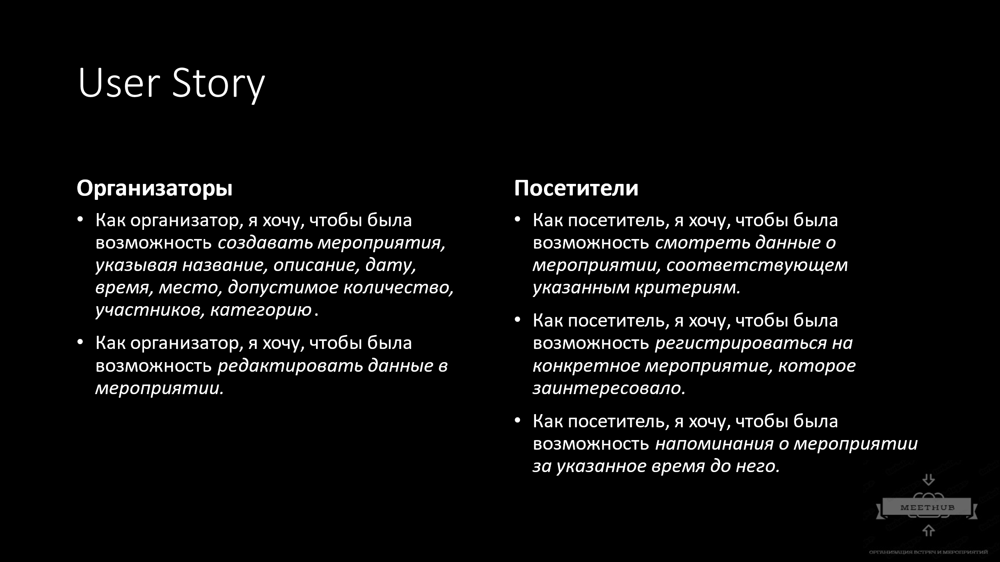 User Story
Организаторы
• Как организатор, я хочу, чтобы была
возможность создавать мероприятия,
указывая название, описание, дату,
время, место, допустимое количество,
участников, категорию.
• Как организатор, я хочу, чтобы была
возможность редактировать данные в
мероприятии.
Посетители
• Как посетитель, я хочу, чтобы была
возможность смотреть данные о
мероприятии, соответствующем
указанным критериям.
• Как посетитель, я хочу, чтобы была
возможность регистрироваться на
конкретное мероприятие, которое
заинтересовало.
• Как посетитель, я хочу, чтобы была
возможность напоминания о мероприятии
за указанное время до него.
MEETHUB
ОРГАНИЗАЦИЯ ВСТРЕЧ И МЕРОПРИЯТИЙ